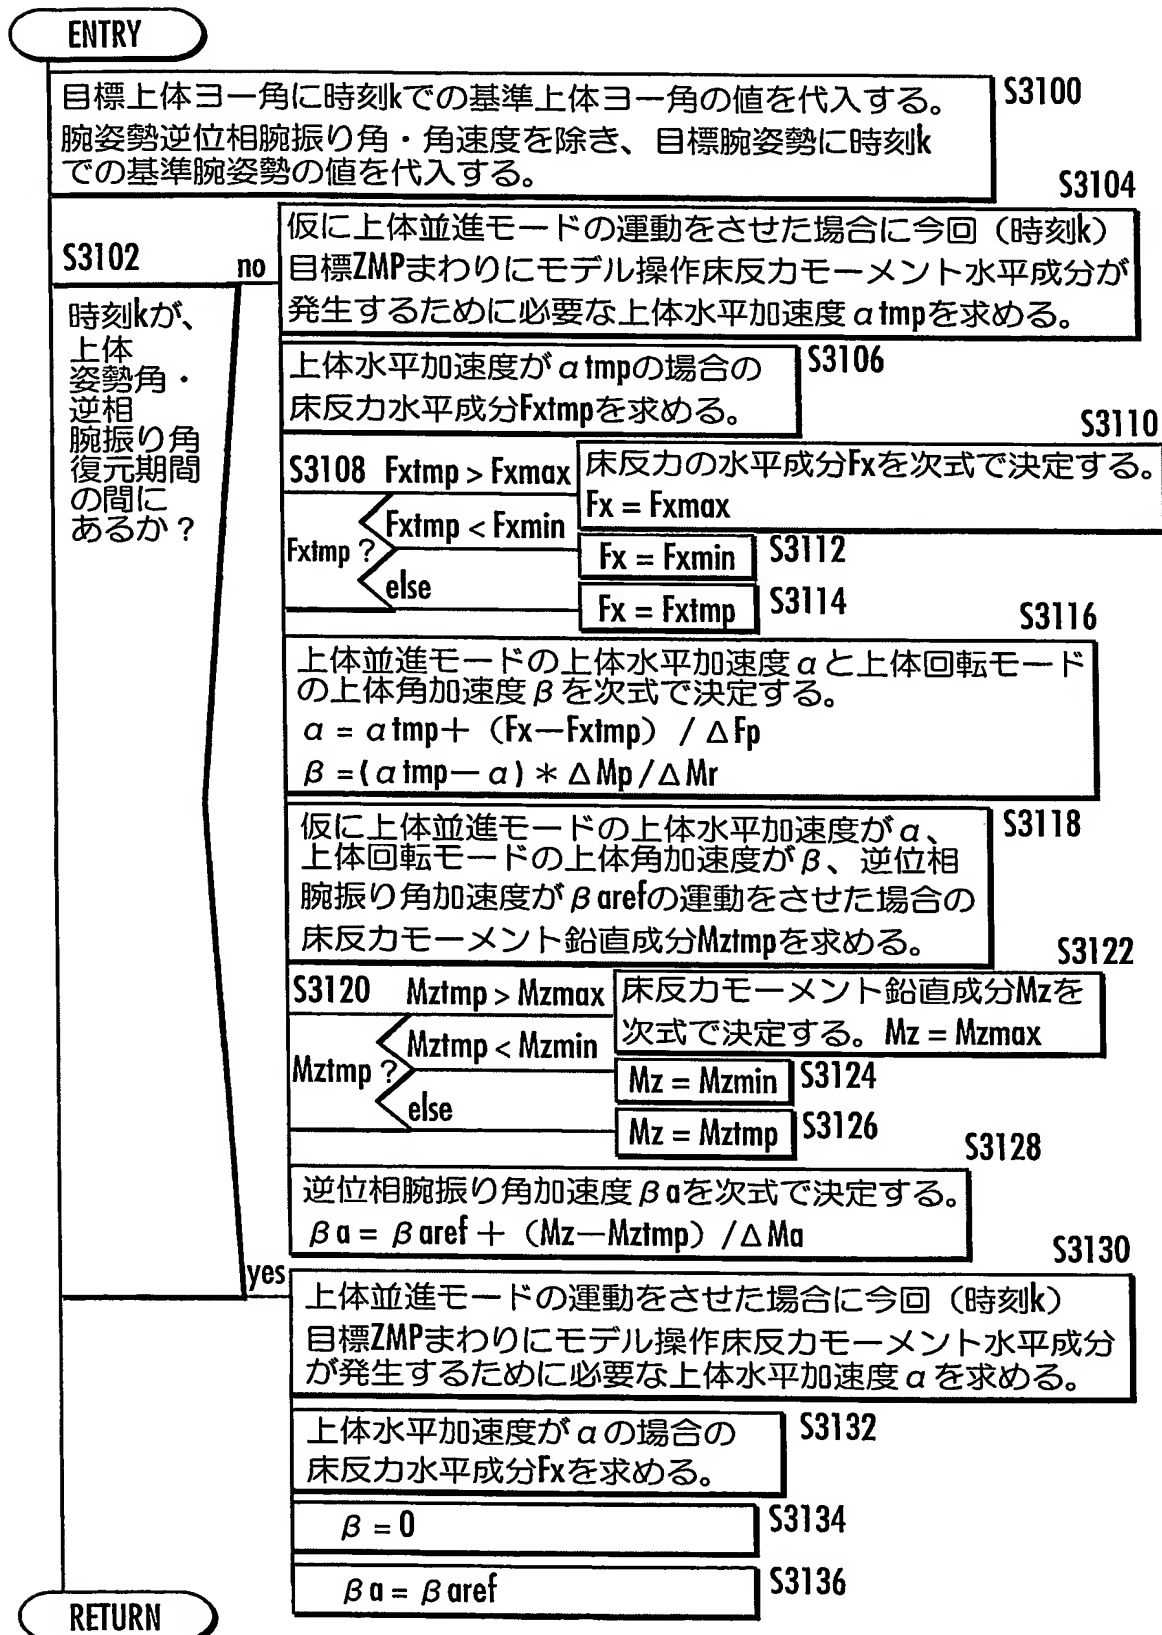 ENTRY
目標上体ヨー角に時刻kでの基準上体ヨー角の値を代入する。
腕姿勢逆位相腕振り角・角速度を除き、目標腕姿勢に時刻k
での基準腕姿勢の値を代入する。
S3100
S3102
時刻kが、
上体
姿勢角・
逆相
腕振り角
復元期間
の間に
あるか？
no
S3104
仮に上体並進モードの運動をさせた場合に今回（時刻k）
目標ZMPまわりにモデル操作床反力モーメント水平成分が
発生するために必要な上体水平加速度αtmpを求める。
上体水平加速度がαtmpの場合の
床反力水平成分Fxtmpを求める。
S3106
S3108
Fxtmp ?
Fxtmp > Fxmax
S3110
床反力の水平成分Fxを次式で決定する。
Fx = Fxmax
Fxtmp < Fxmin
Fx = Fxmin
S3112
else
Fx = Fxtmp
S3114
S3116
上体並進モードの上体水平加速度αと上体回転モード
の上体角加速度βを次式で決定する。
α = αtmp＋（Fx－Fxtmp）/ΔFp
β =(αtmp－α)＊ΔMp/ΔMr
仮に上体並進モードの上体水平加速度がα、
上体回転モードの上体角加速度がβ、逆位相
腕振り角加速度がβarefの運動をさせた場合の
床反力モーメント鉛直成分Mztmpを求める。
S3118
S3120
Mztmp ?
Mztmp > Mzmax
S3122
床反力モーメント鉛直成分Mzを
次式で決定する。Mz = Mzmax
Mztmp < Mzmin
Mz = Mzmin
S3124
else
Mz = Mztmp
S3126
S3128
逆位相腕振り角加速度βaを次式で決定する。
βa = βaref＋（Mz－Mztmp）/ΔMa
yes
S3130
上体並進モードの運動をさせた場合に今回（時刻k）
目標ZMPまわりにモデル操作床反力モーメント水平成分
が発生するために必要な上体水平加速度αを求める。
上体水平加速度がαの場合の
床反力水平成分Fxを求める。
S3132
β = 0
S3134
βa = βaref
S3136
RETURN